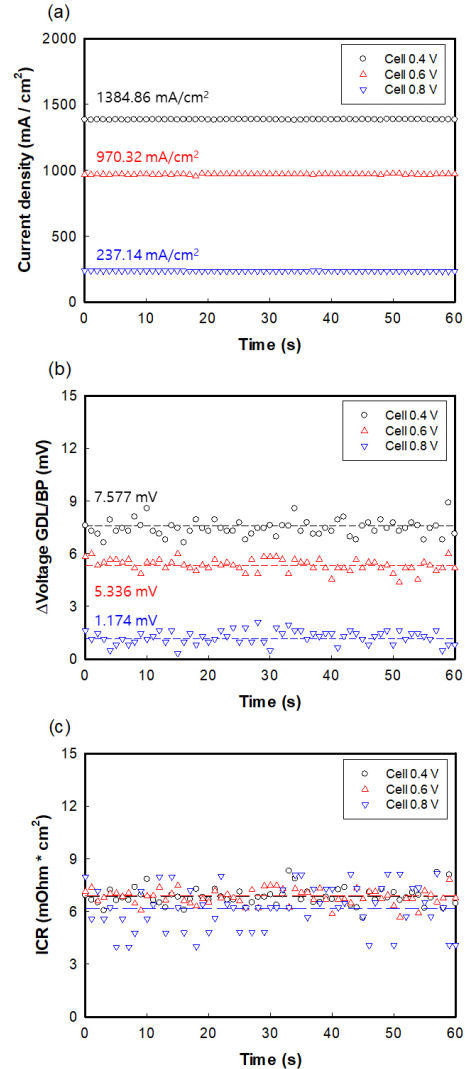 (a)
2000
1500
1000
500
0
Current density (mA / cm²)
Cell 0.4 V
Cell 0.6 V
Cell 0.8 V
1384.86 mA/cm²
970.32 mA/cm²
237.14 mA/cm²
0 10 20 30 40 50 60
Time (s)
(b)
15
12
9
6
3
0
ΔVoltage GDL/BP (mV)
Cell 0.4 V
Cell 0.6 V
Cell 0.8 V
7.577 mV
5.336 mV
1.174 mV
0 10 20 30 40 50 60
Time (s)
(c)
15
12
9
6
3
0
ICR (mOhm * cm²)
Cell 0.4 V
Cell 0.6 V
Cell 0.8 V
0 10 20 30 40 50 60
Time (s)